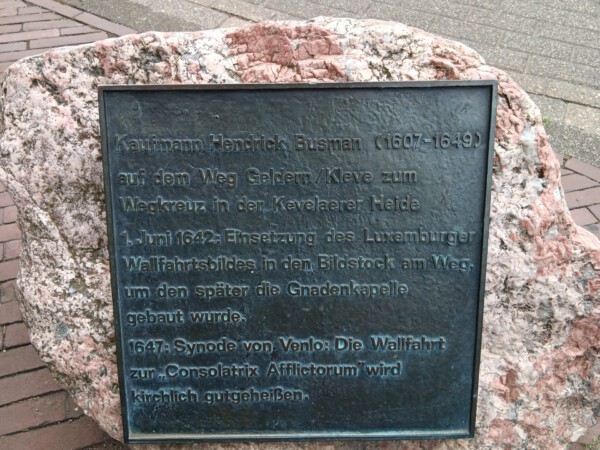 Kaufmann Hendrick Busman (1607-1649)
auf dem Weg Geldern/Kleve zum
Wegkreuz in der Kevelaerer Heide
1. Juni 1642: Einsetzung des Luxemburger
Wallfahrtsbildes in den Bildstock am Weg,
um den später die Gnadenkapelle
gebaut wurde.
1647: Synode von Venlo: Die Wallfahrt
zur „Consolatrix Afflictorum" wird
kirchlich gutgeheißen.